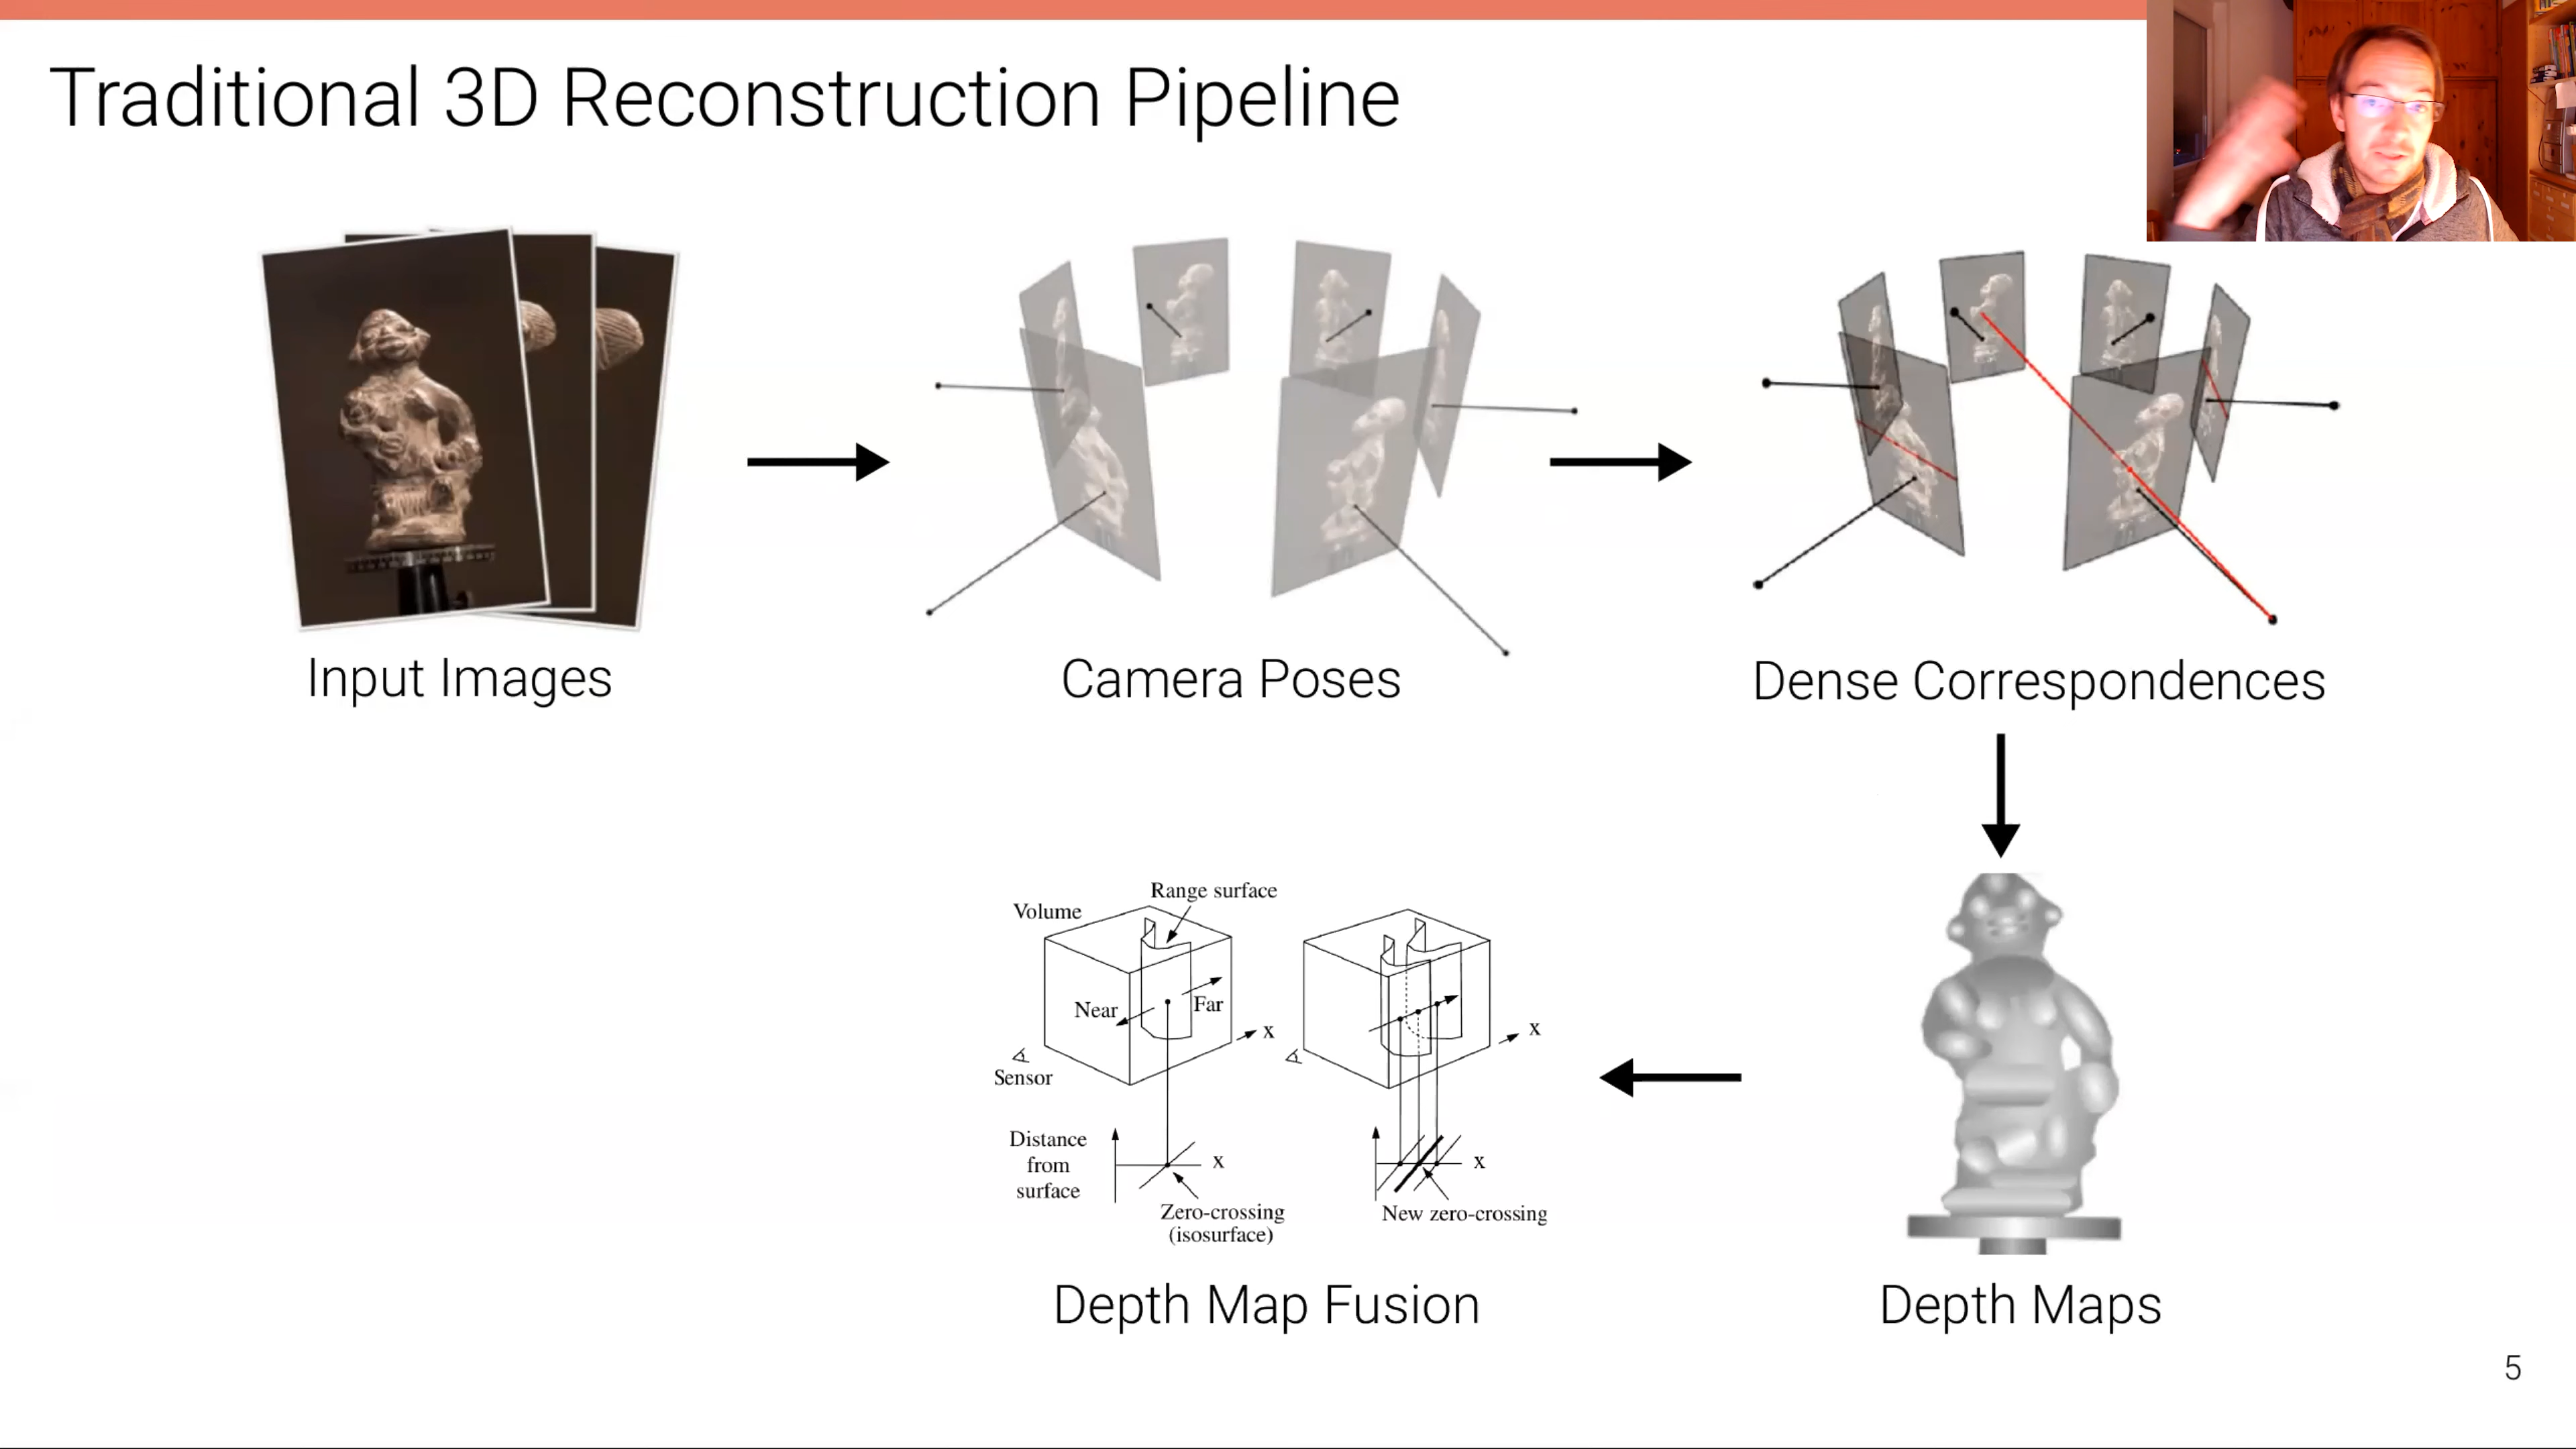 Traditional 3D Reconstruction Pipeline
Input Images
Camera Poses
Dense Correspondences
Range surface
Volume
Near
Far
x
Sensor
x
Distance
from
surface
x
Zero-crossing
(isosurface)
x
New zero-crossing
Depth Map Fusion
Depth Maps
5